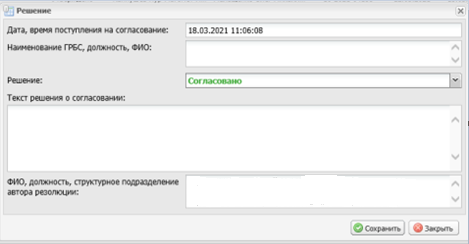 Решение
Дата, время поступления на согласование: 18.03.2021 11:06:08
Наименование ГРБС, должность, ФИО:
Решение: Согласовано
Текст решения о согласовании:
ФИО, должность, структурное подразделение
автора резолюции:
Сохранить Закрыть